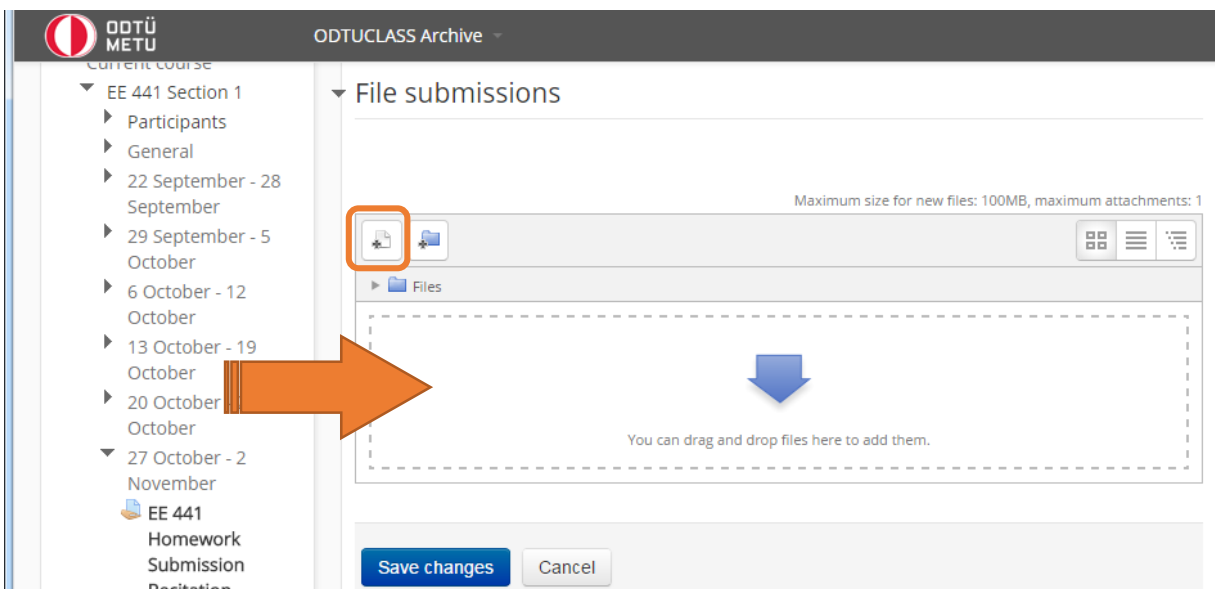 ODTÜ
METU
ODTUCLASS Archive
Current course
EE 441 Section 1
Participants
General
22 September - 28
September
29 September - 5
October
6 October - 12
October
13 October - 19
October
20 October
October
27 October - 2
November
EE 441
Homework
Submission
Recitation
File submissions
Maximum size for new files: 100MB, maximum attachments: 1
Files
You can drag and drop files here to add them.
Save changes
Cancel